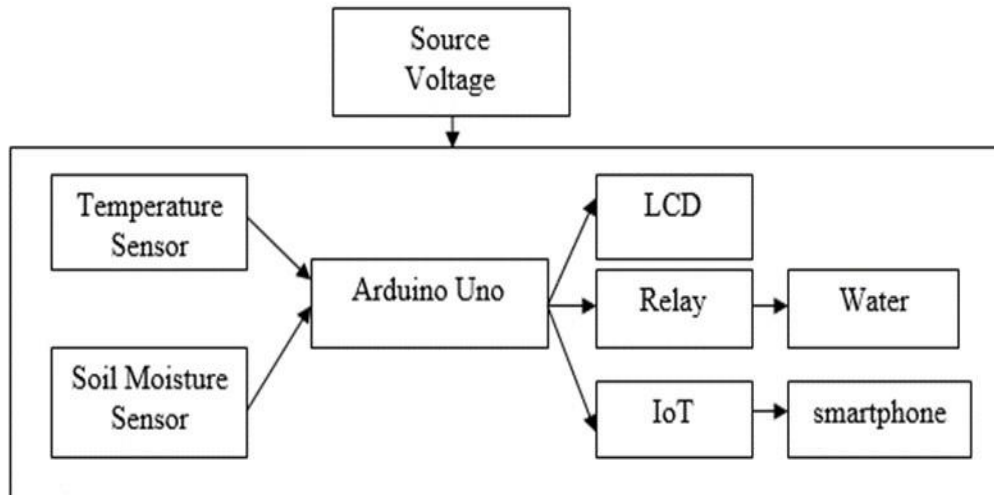 Source
Voltage
Temperature
Sensor
LCD
Arduino Uno
Relay
Water
Soil Moisture
Sensor
IoT
smartphone